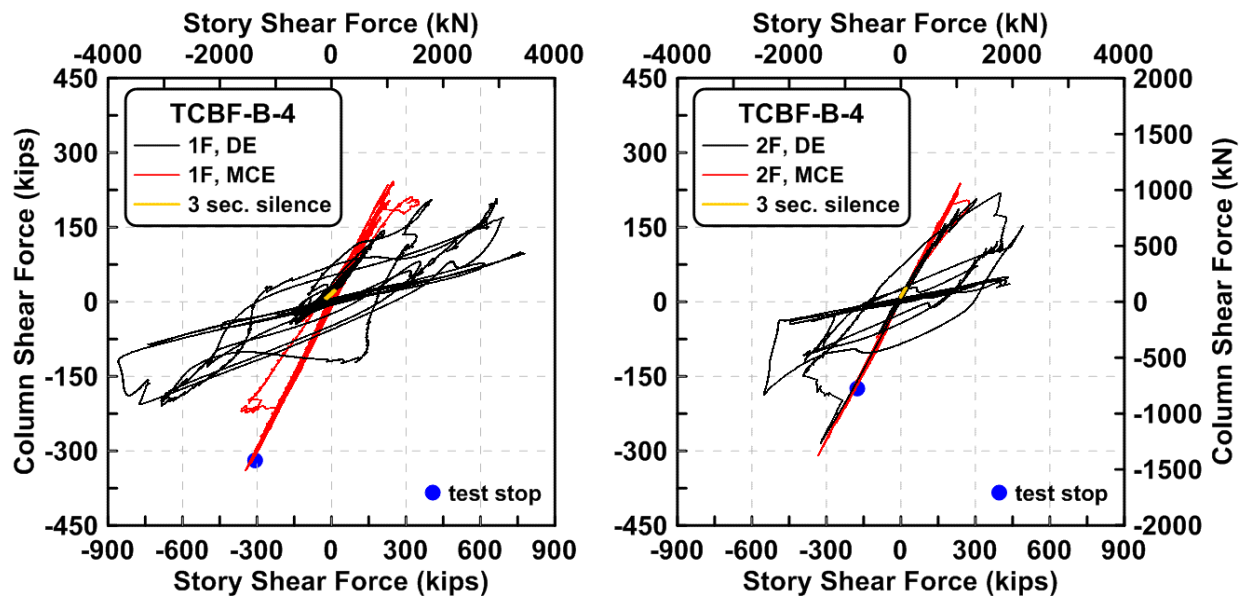 Story Shear Force (kN)
-4000 -2000 0 2000 4000
450
300
150
0
-150
-300
-450
Column Shear Force (kips)
TCBF-B-4
1F, DE
1F, MCE
3 sec. silence
test stop
-900 -600 -300 0 300 600 900
Story Shear Force (kips)
Story Shear Force (kN)
-4000 -2000 0 2000 4000
450
300
150
0
-150
-300
-450
TCBF-B-4
2F, DE
2F, MCE
3 sec. silence
test stop
2000
1500
1000
500
0
-500
-1000
-1500
-2000
Column Shear Force (kN)
-900 -600 -300 0 300 600 900
Story Shear Force (kips)